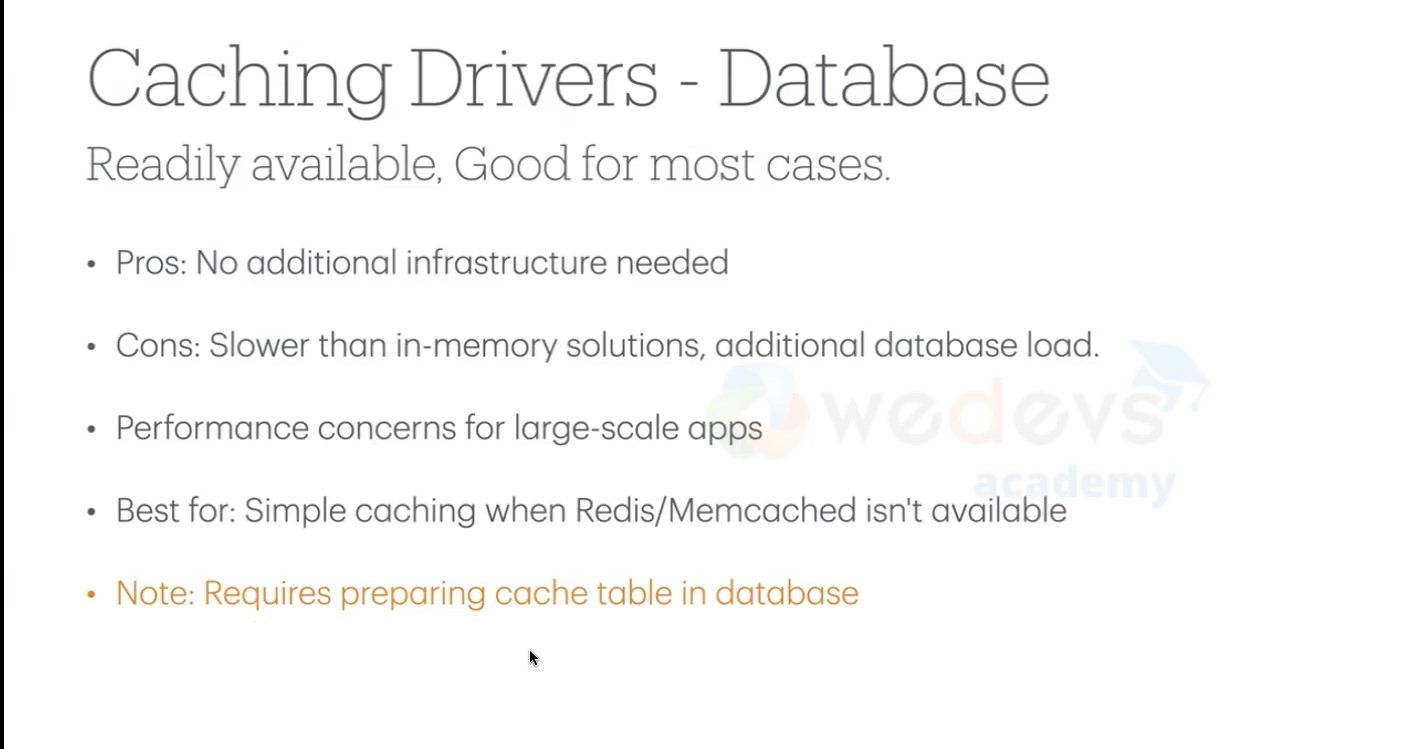 Caching Drivers - Database
Readily available, Good for most cases.
• Pros: No additional infrastructure needed
• Cons: Slower than in-memory solutions, additional database load.
• Performance concerns for large-scale apps
wedevs
academy
• Best for: Simple caching when Redis/Memcached isn't available
• Note: Requires preparing cache table in database